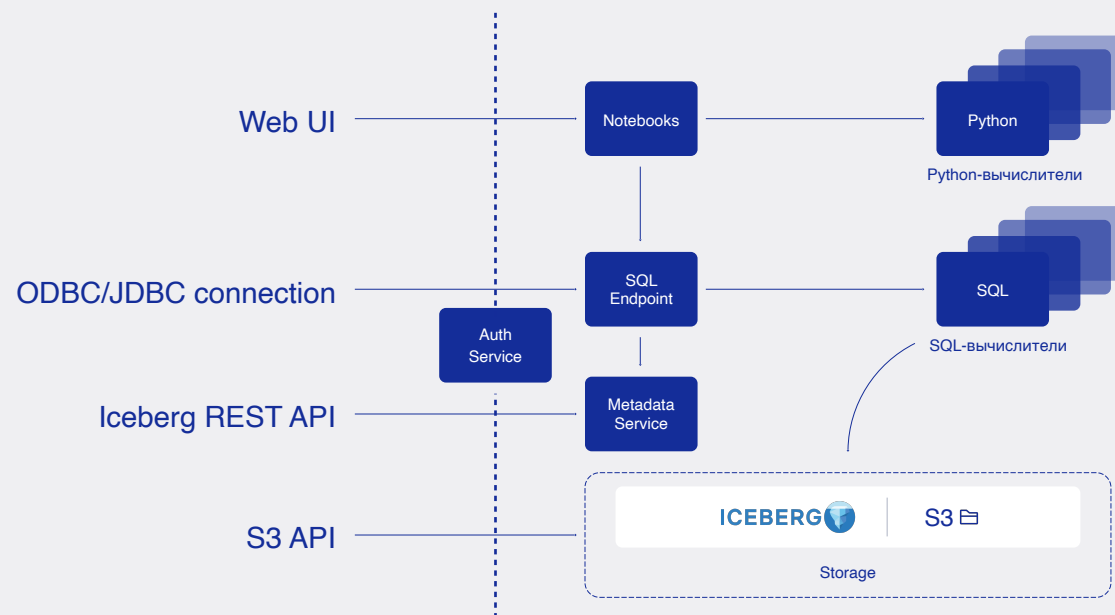 Web UI
Notebooks
Python
Python-вычислители
ODBC/JDBC connection
SQL
Endpoint
SQL
SQL-вычислители
Auth
Service
Iceberg REST API
Metadata
Service
S3 API
ICEBERG
S3
Storage